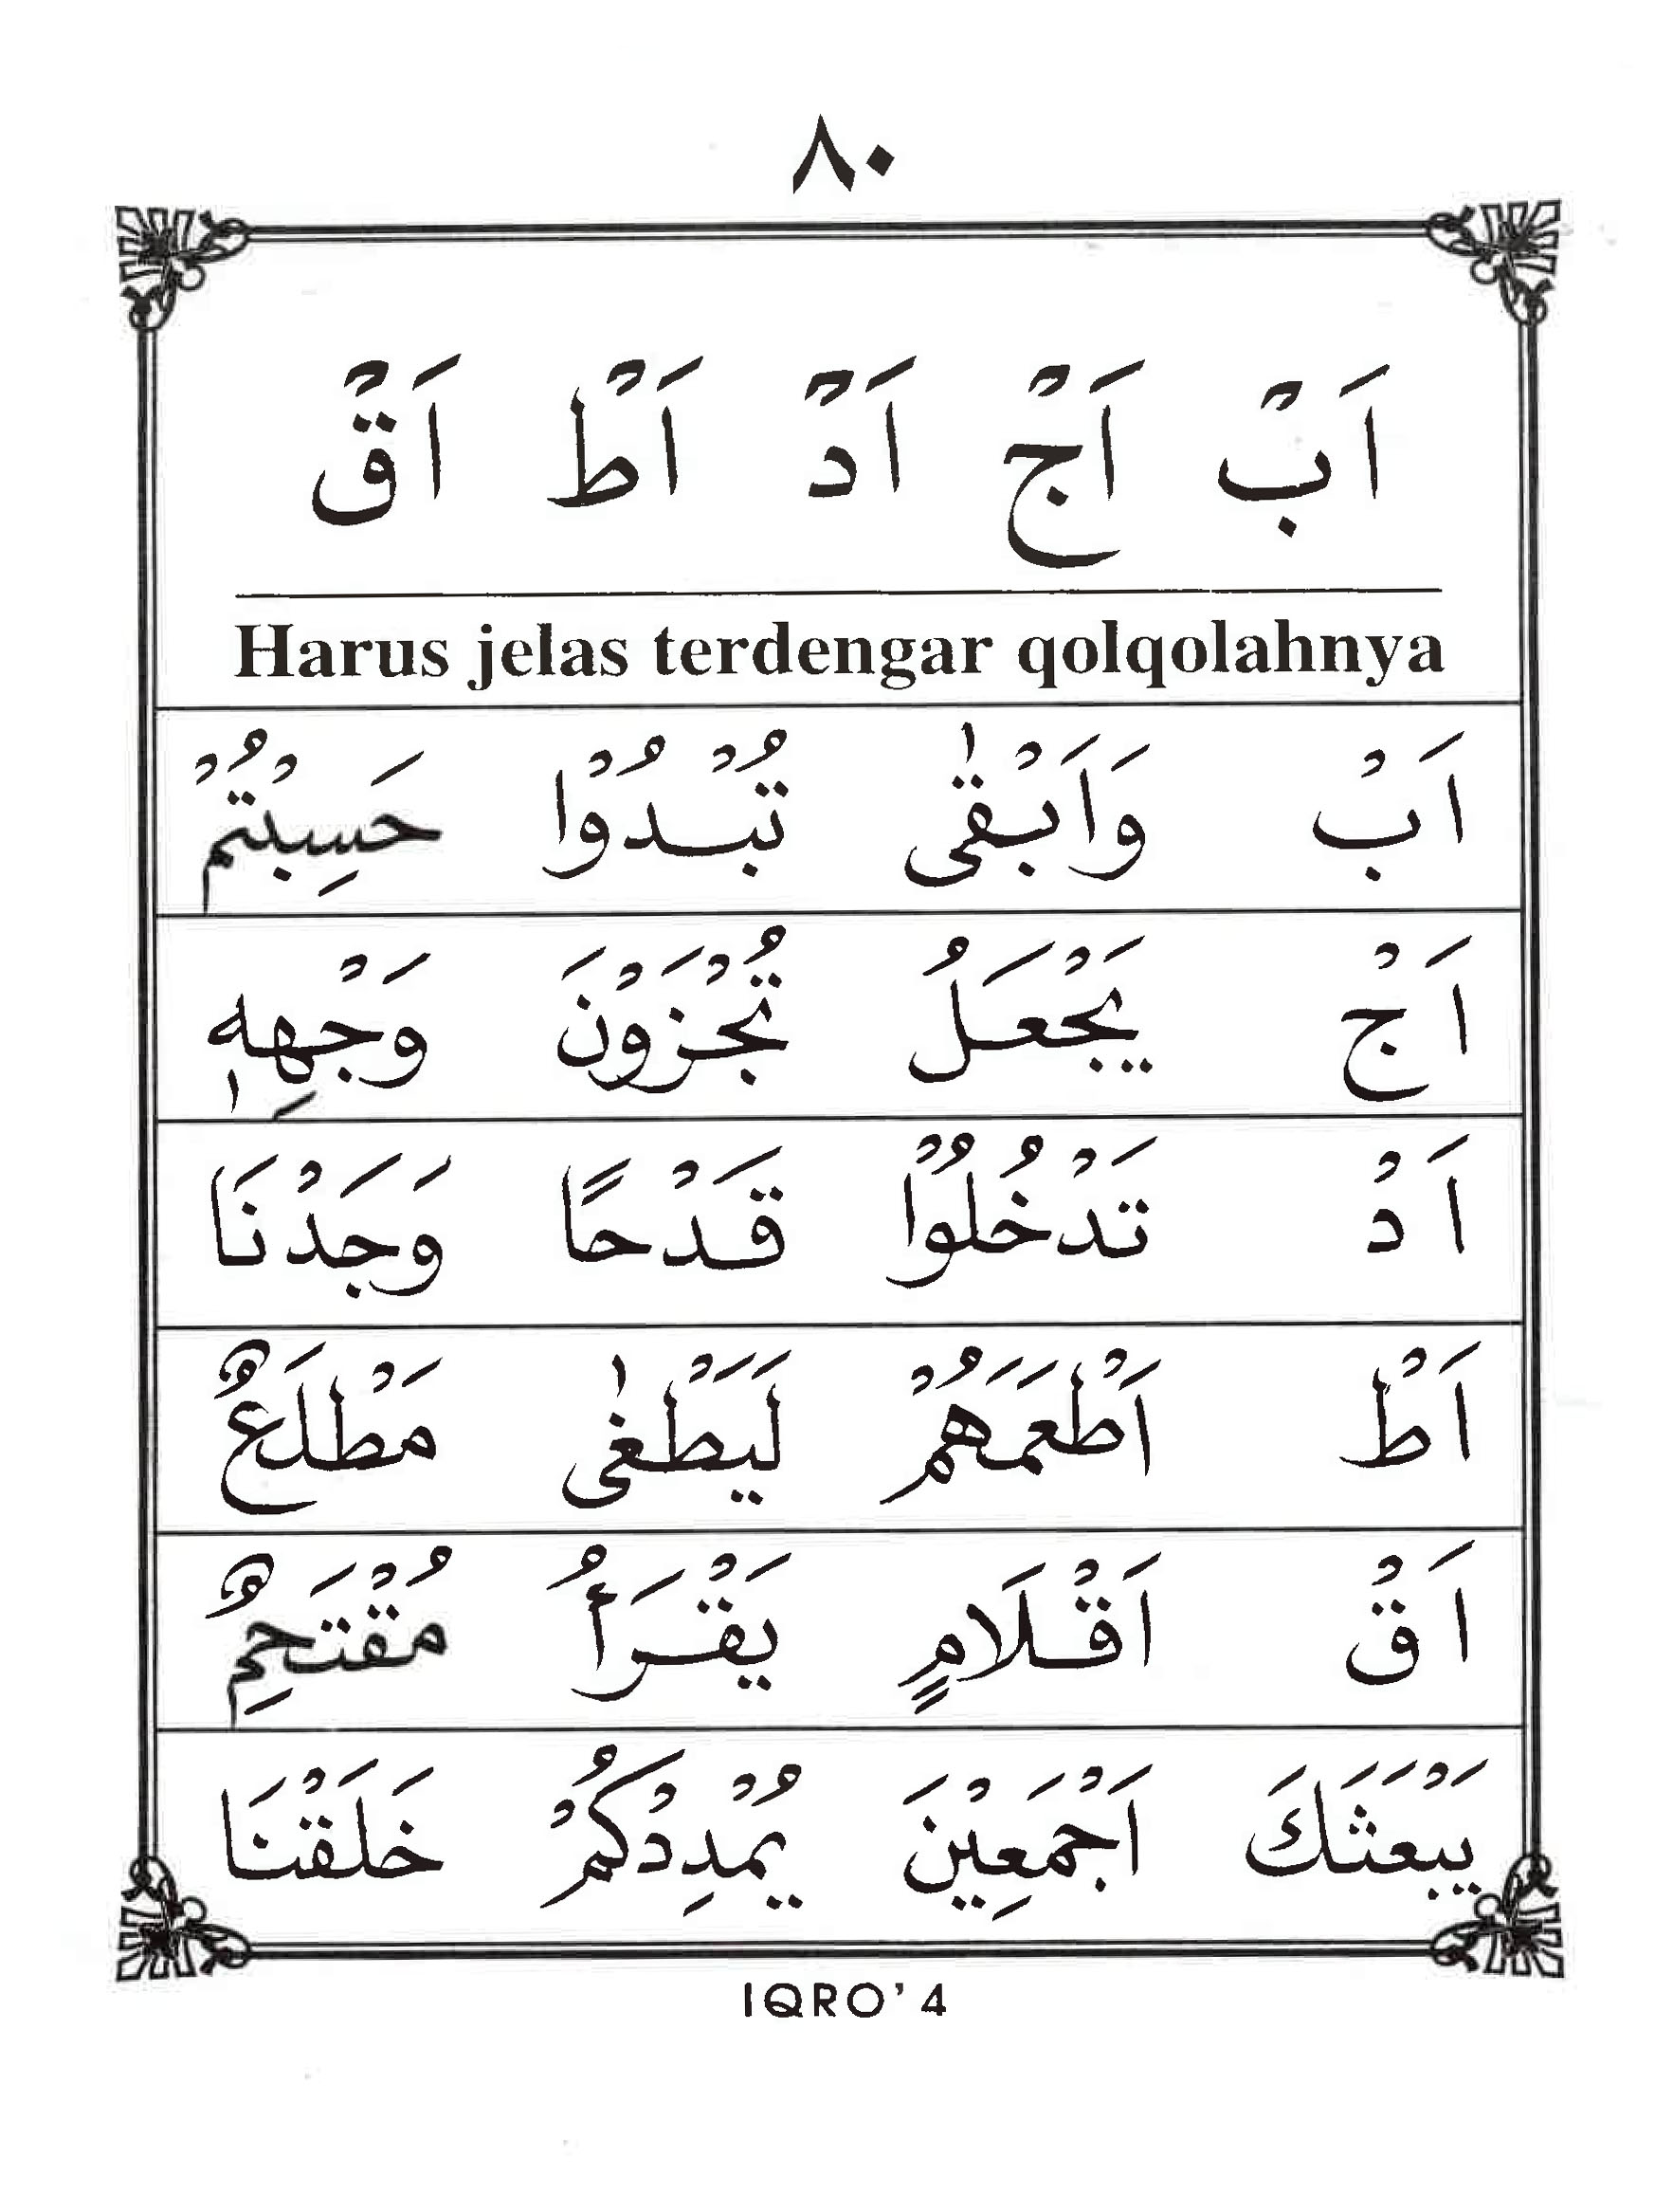 ٨٠
اَبْ اَجْ اَدْ اَطْ اَقْ
Harus jelas terdengar qolqolahnya
اَبْ وَاَبْقٰى تُبْدُوْا حَسِبْتُمْ
اَجْ يَجْعَلُ تُجْزَوْنَ وَجْهِهٖ
اَدْ تَدْخُلُوْا قَدْحًا وَجَدْنَا
اَطْ اَطْعَمَهُمْ لَيَطْغٰى مَطْلَعٌ
اَقْ اَقْلَامٍ يَقْرَأُ مُقْتَحِمٌ
يَبْعَثَكَ اَجْمَعِيْنَ يُمْدِدْكُمْ خَلَقْنَا
IQRO' 4